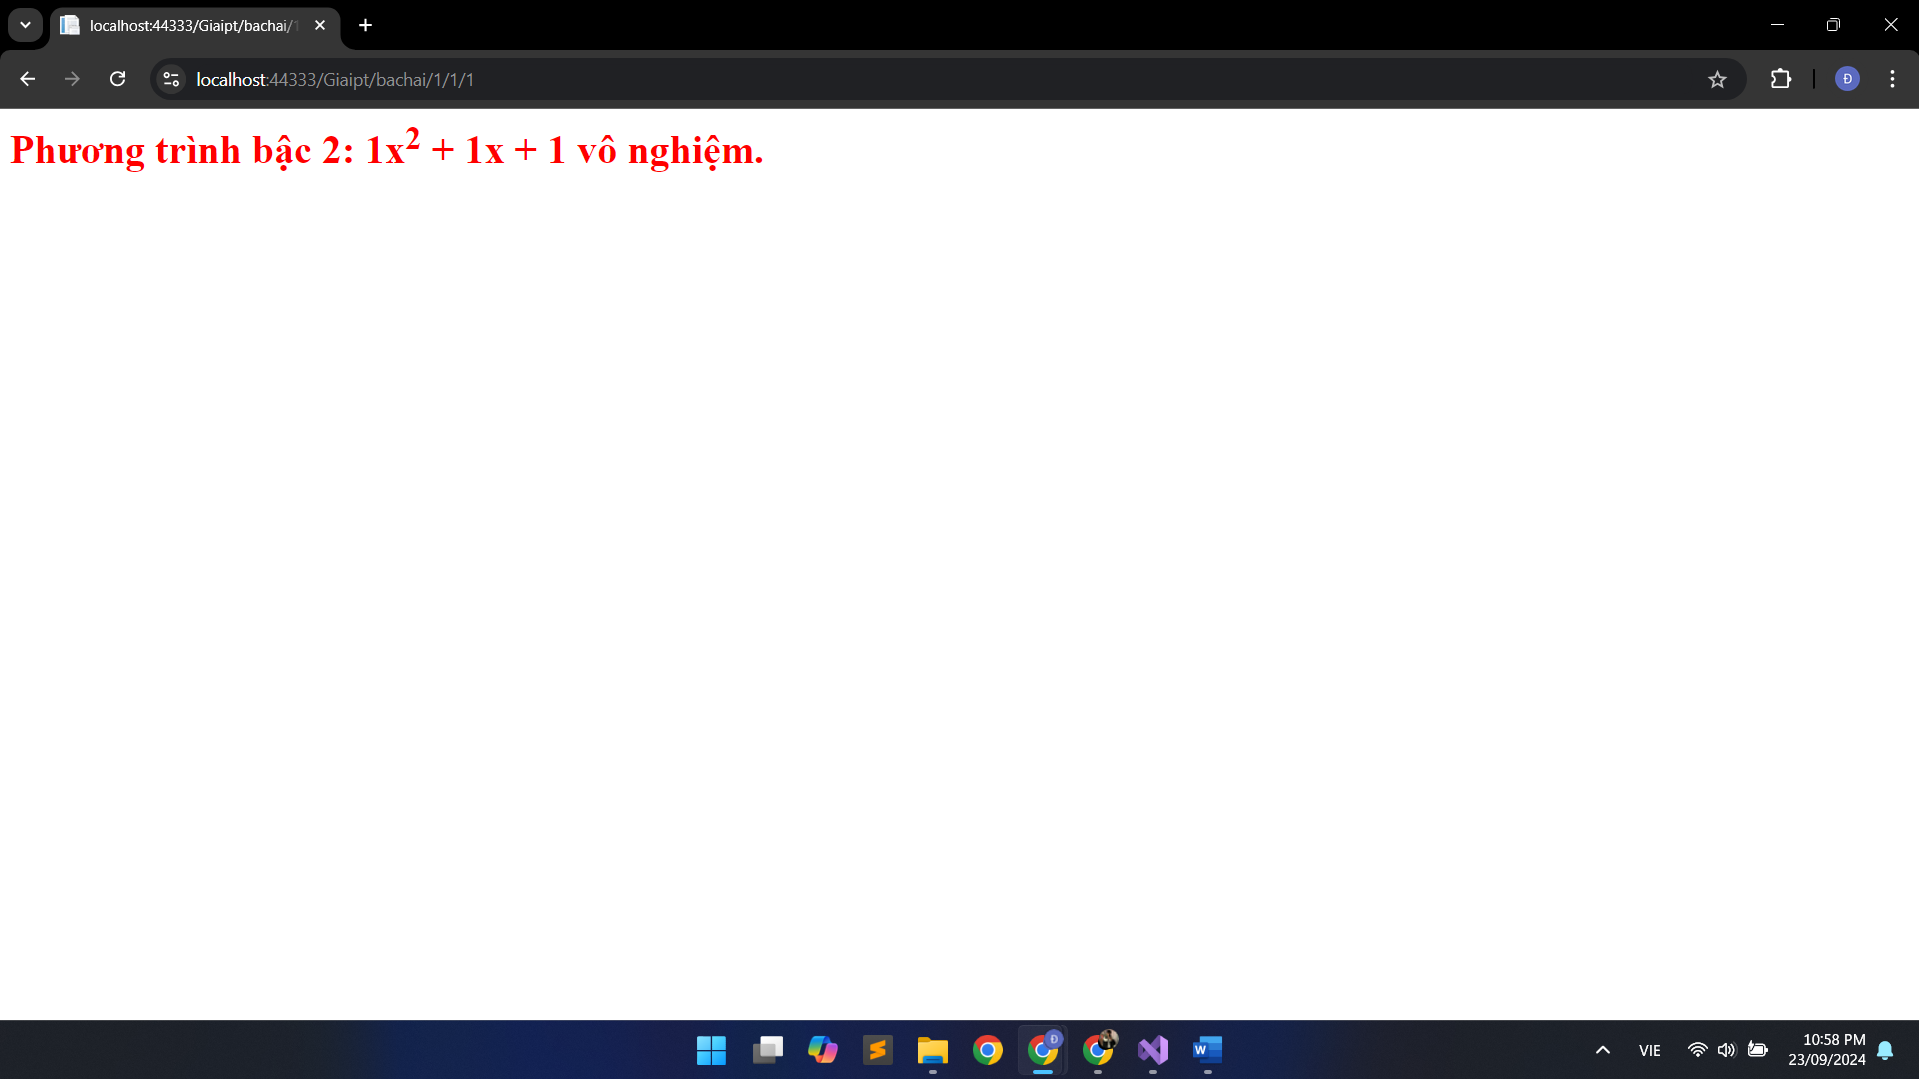 localhost:44333/Giaipt/bachai/1
localhost:44333/Giaipt/bachai/1/1/1
Đ
Phương trình bậc 2: 1x² + 1x + 1 vô nghiệm.
Đ
W
VIE
10:58 PM
23/09/2024